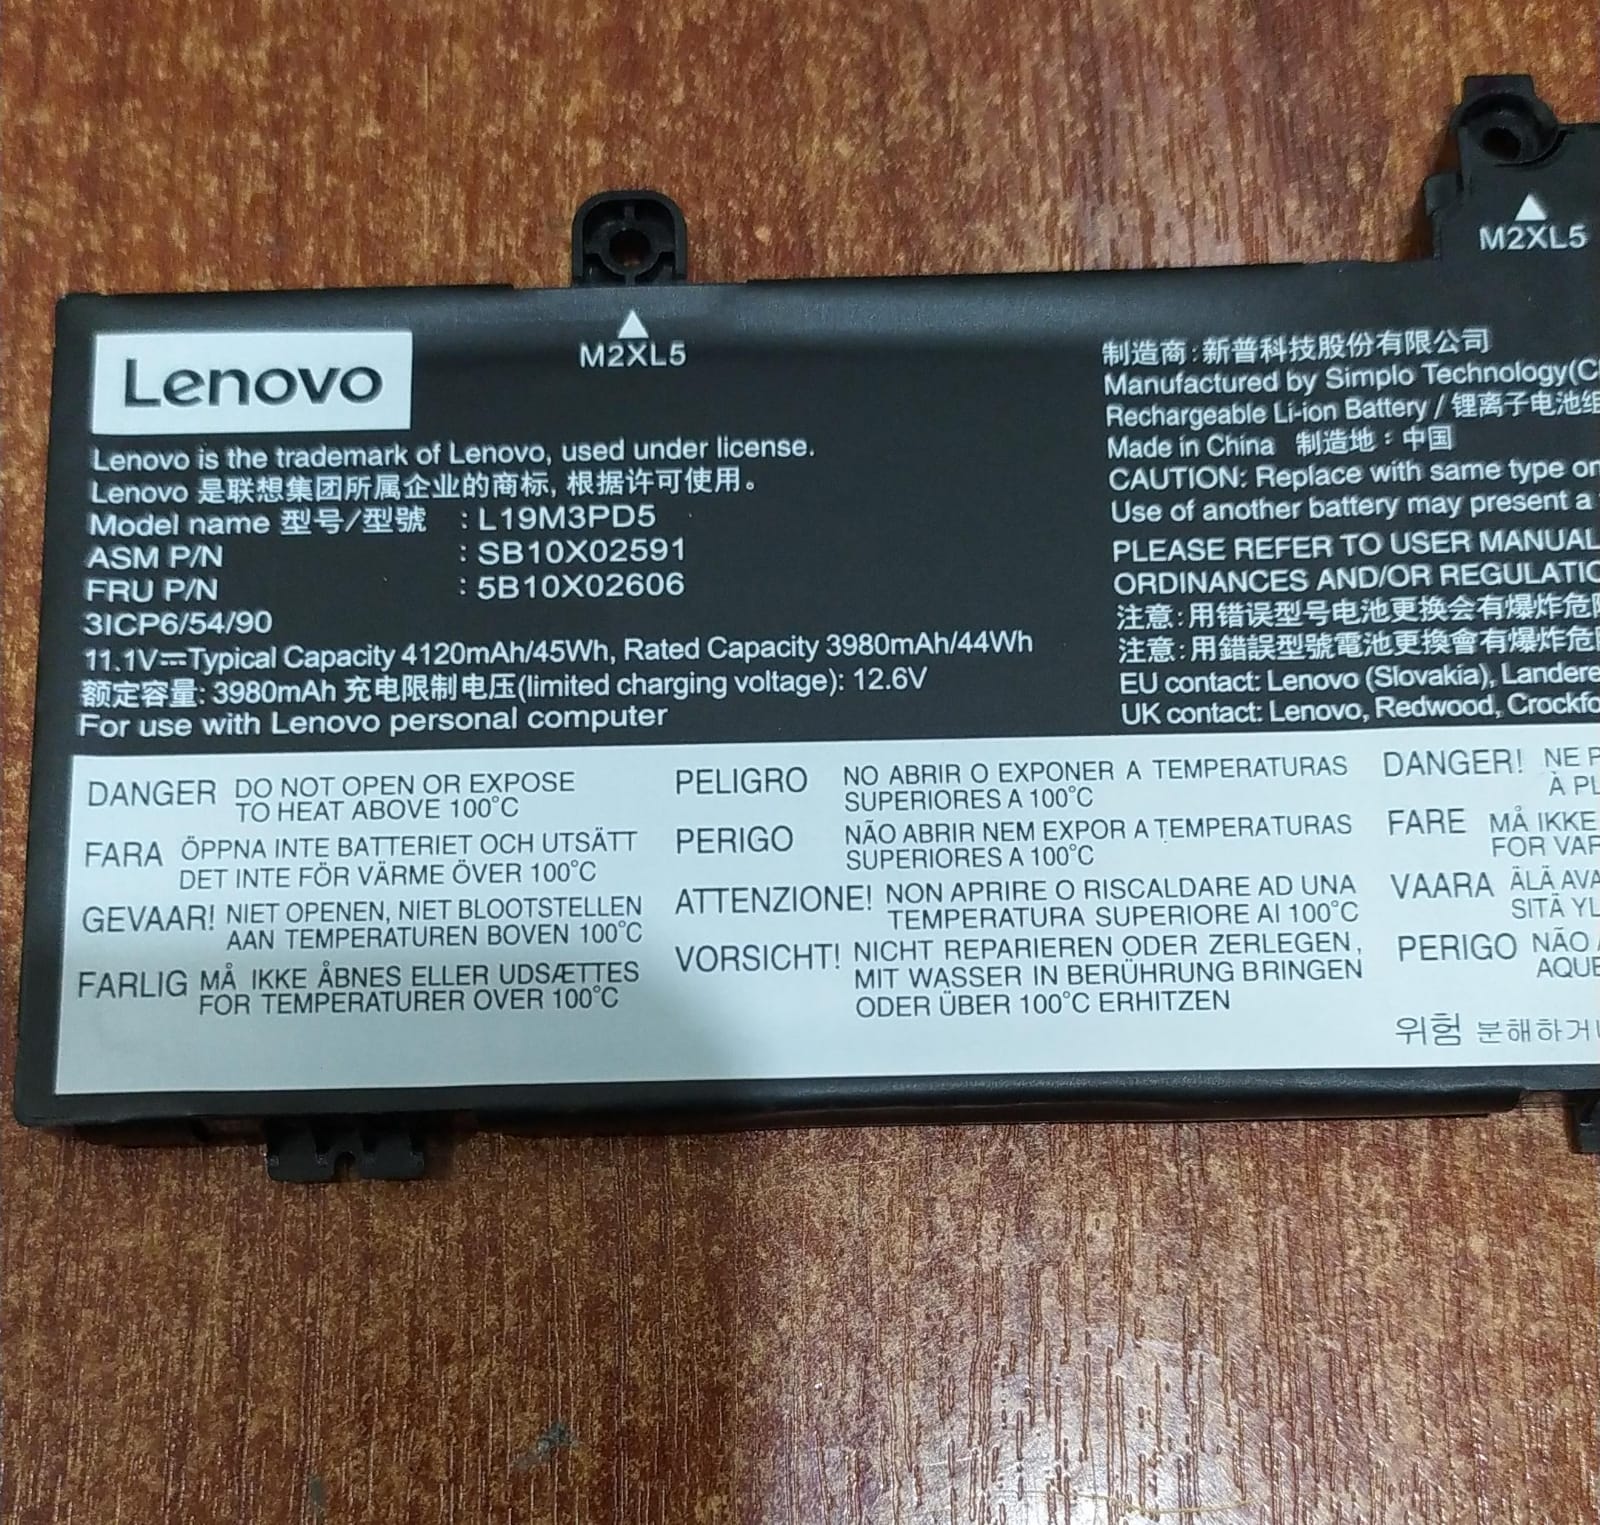 M2XL5
Lenovo
M2XL5
Lenovo is the trademark of Lenovo, used under license.
Lenovo 是联想集团所属企业的商标, 根据许可使用。
Model name 型号/型號 : L19M3PD5
ASM P/N : SB10X02591
FRU P/N : 5B10X02606
3ICP6/54/90
11.1V⎓Typical Capacity 4120mAh/45Wh, Rated Capacity 3980mAh/44Wh
额定容量: 3980mAh 充电限制电压(limited charging voltage): 12.6V
For use with Lenovo personal computer
制造商:新普科技股份有限公司
Manufactured by Simplo Technology
Rechargeable Li-ion Battery / 锂离子电池组
Made in China 制造地:中国
CAUTION: Replace with same type
Use of another battery may present a
PLEASE REFER TO USER MANUAL
ORDINANCES AND/OR
注意:用错误型号电池更换会有爆炸危
注意:用錯誤型號電池更換會有爆炸危
EU contact: Lenovo (Slovakia),
UK contact: Lenovo, Redwood,
DANGER DO NOT OPEN OR EXPOSE
TO HEAT ABOVE 100°C
FARA ÖPPNA INTE BATTERIET OCH UTSÄTT
DET INTE FÖR VÄRME ÖVER 100°C
GEVAAR! NIET OPENEN, NIET BLOOTSTELLEN
AAN TEMPERATUREN BOVEN 100°C
FARLIG MÅ IKKE ÅBNES ELLER UDSÆTTES
FOR TEMPERATURER OVER 100°C
PELIGRO NO ABRIR O EXPONER A TEMPERATURAS
SUPERIORES A 100°C
PERIGO NÃO ABRIR NEM EXPOR A TEMPERATURAS
SUPERIORES A 100°C
ATTENZIONE! NON APRIRE O RISCALDARE AD UNA
TEMPERATURA SUPERIORE AI 100°C
VORSICHT! NICHT REPARIEREN ODER ZERLEGEN,
MIT WASSER IN BERÜHRUNG BRINGEN
ODER ÜBER 100°C ERHITZEN
DANGER! NE
À
FARE MÅ IKKE
FOR
VAARA ÄLÄ
SITÄ
PERIGO NÃO
위험 분해하거